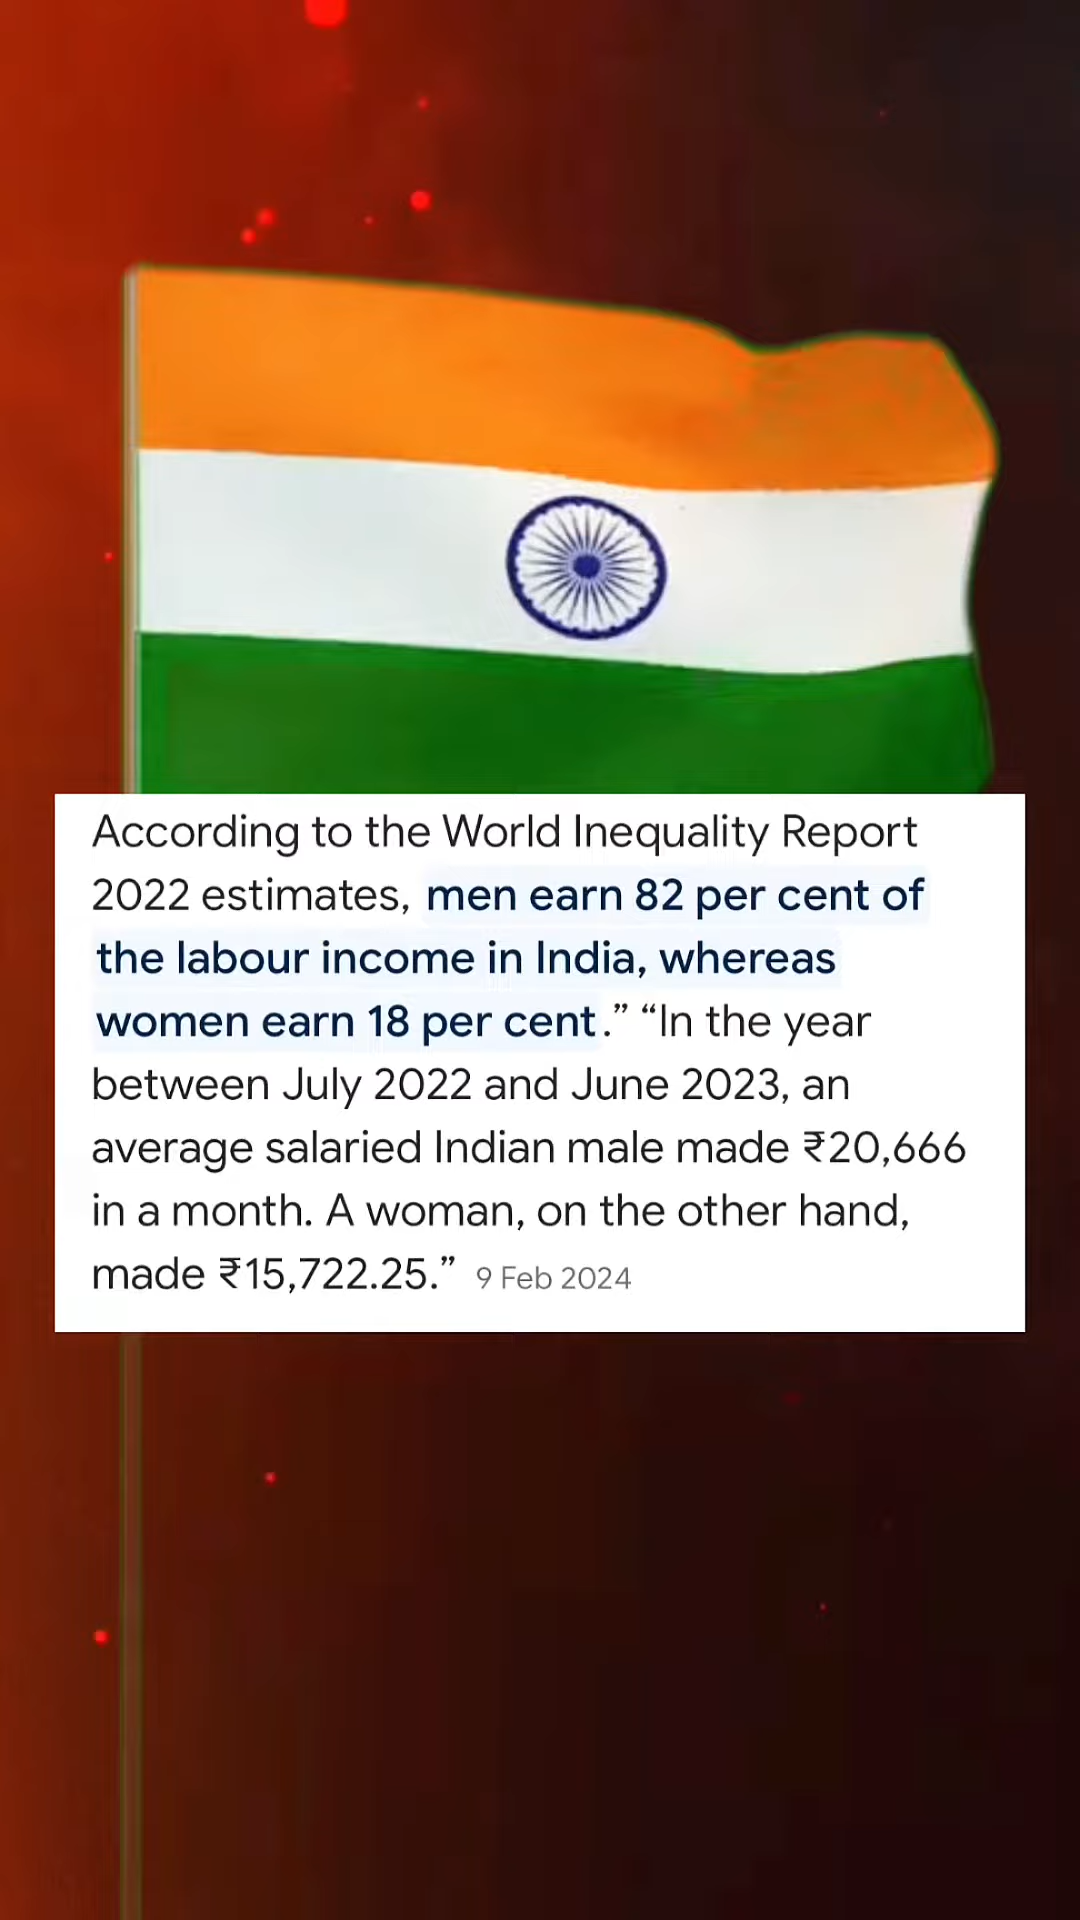 According to the World Inequality Report
2022 estimates, men earn 82 per cent of
the labour income in India, whereas
women earn 18 per cent.” “In the year
between July 2022 and June 2023, an
average salaried Indian male made ₹20,666
in a month. A woman, on the other hand,
made ₹15,722.25.” 9 Feb 2024